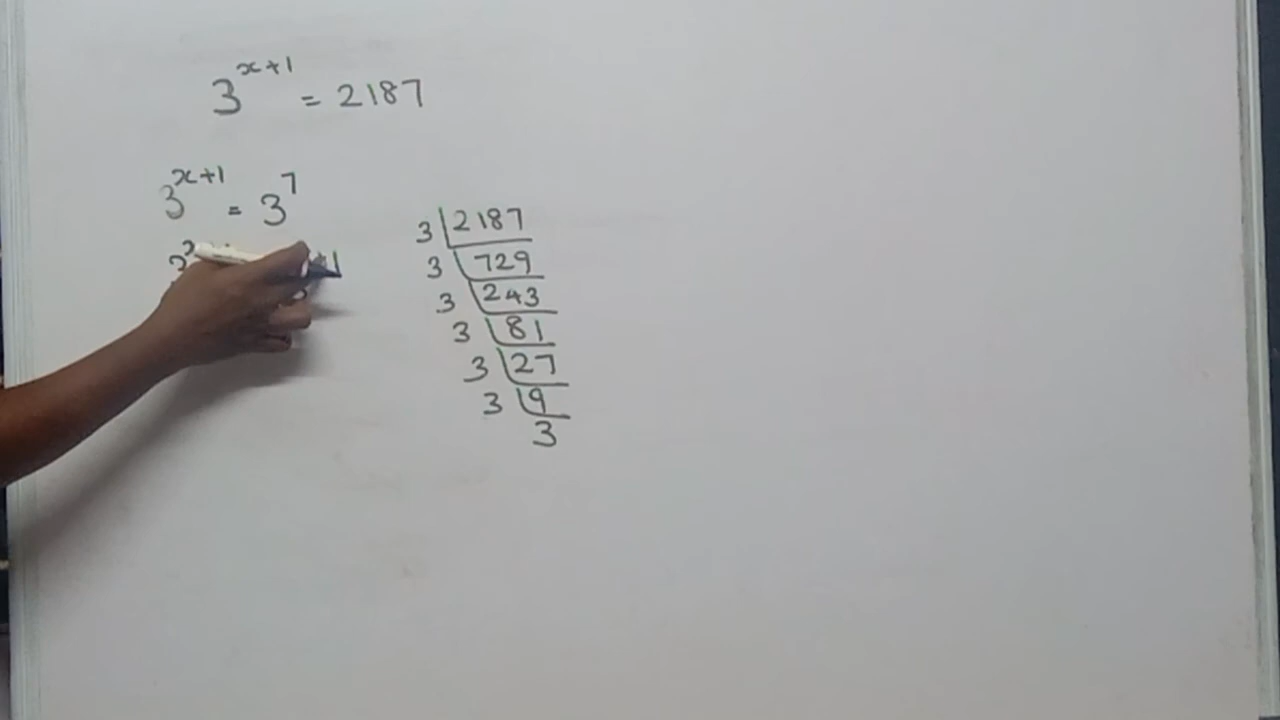 3^{x+1} = 2187
3^{x+1} = 3^7
3 | 2187
3 | 729
3 | 243
3 | 81
3 | 27
3 | 9
3